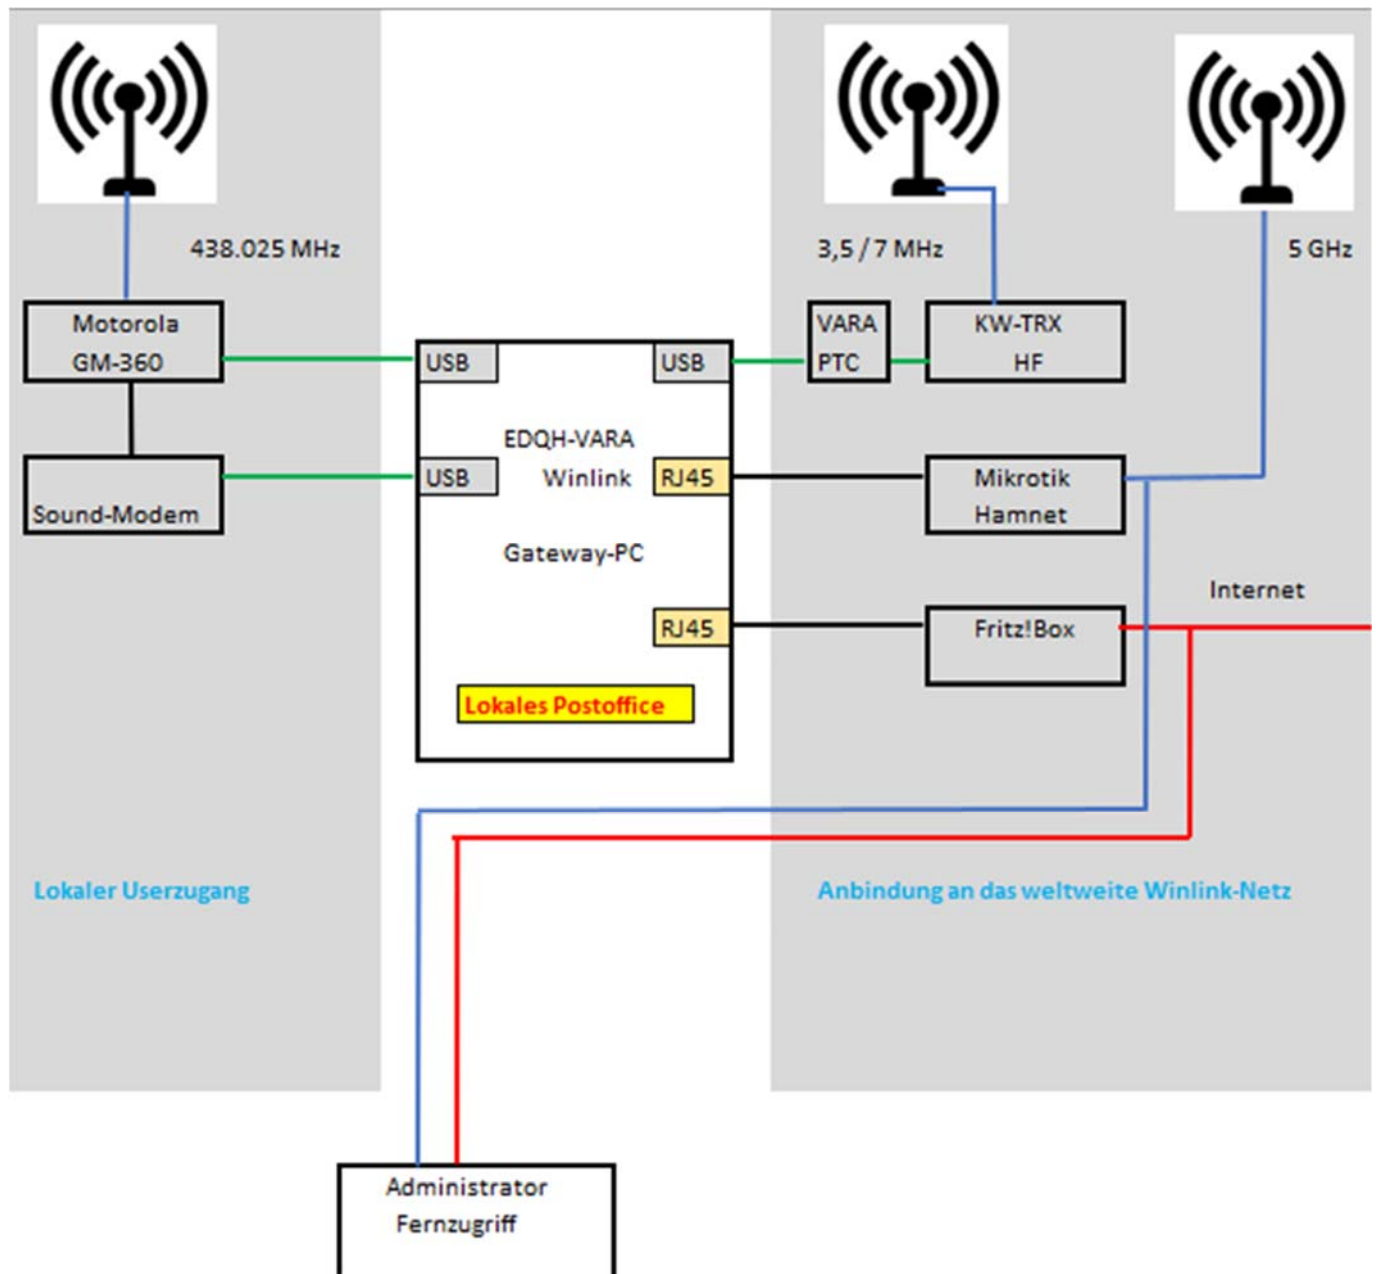 438.025 MHz
3,5 / 7 MHz
5 GHz
Motorola
GM-360
VARA
PTC
KW-TRX
HF
USB
USB
EDQH-VARA
Winlink
USB
RJ45
Sound-Modem
Mikrotik
Hamnet
Gateway-PC
Internet
RJ45
Fritz!Box
Lokales Postoffice
Lokaler Userzugang
Anbindung an das weltweite Winlink-Netz
Administrator
Fernzugriff